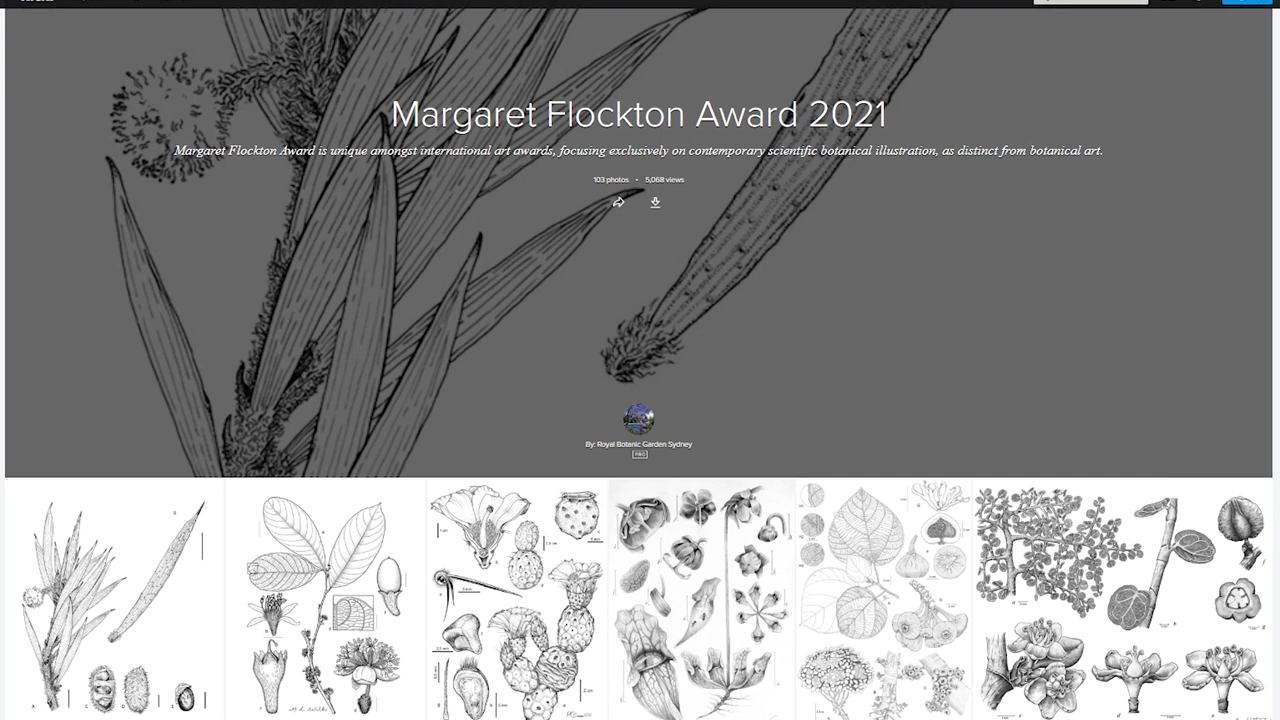 Margaret Flockton Award 2021
Margaret Flockton Award is unique amongst international art awards, focusing exclusively on contemporary scientific botanical illustration, as distinct from botanical art.
103 photos • 5,068 views
By: Royal Botanic Garden Sydney
PRO